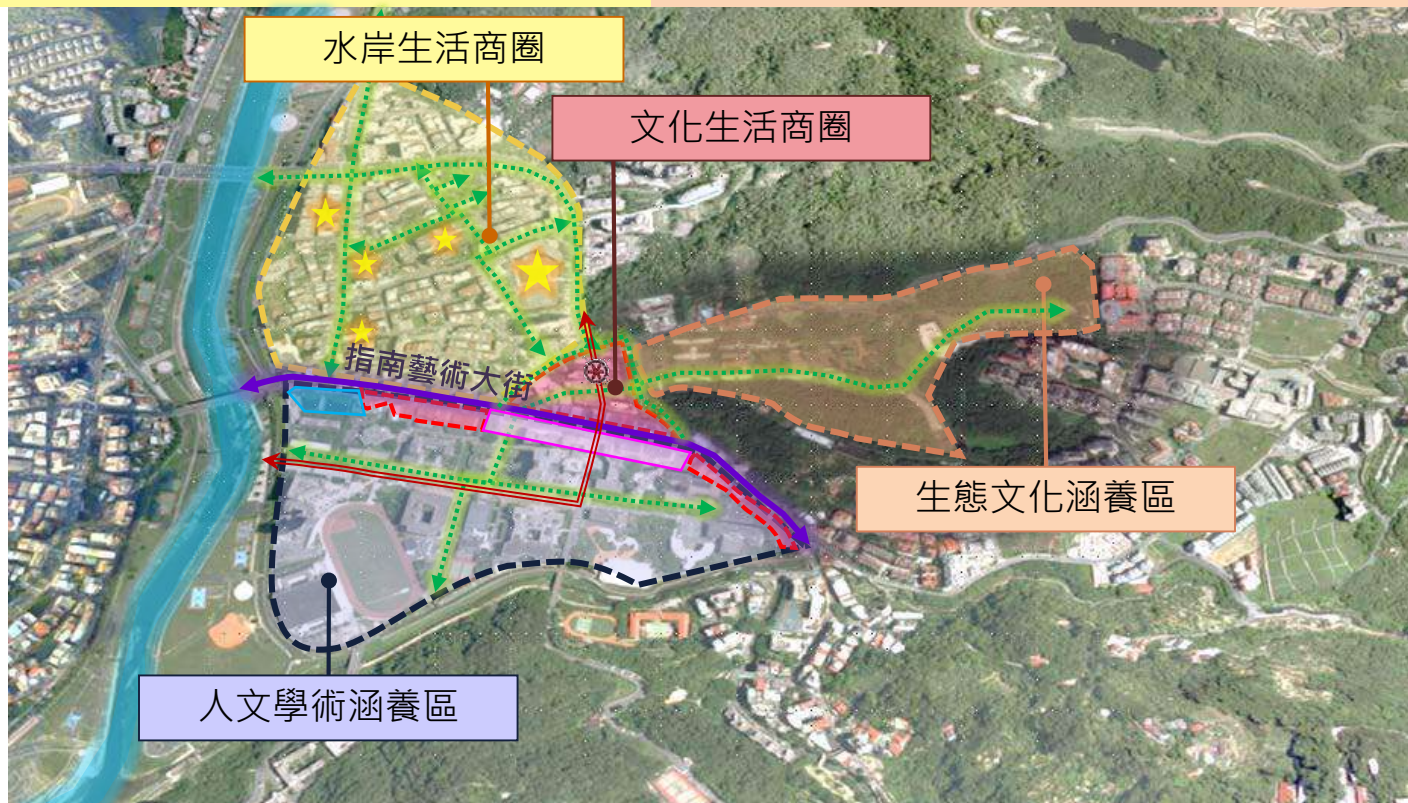 水岸生活商圈
文化生活商圈
指南藝術大街
生態文化涵養區
人文學術涵養區